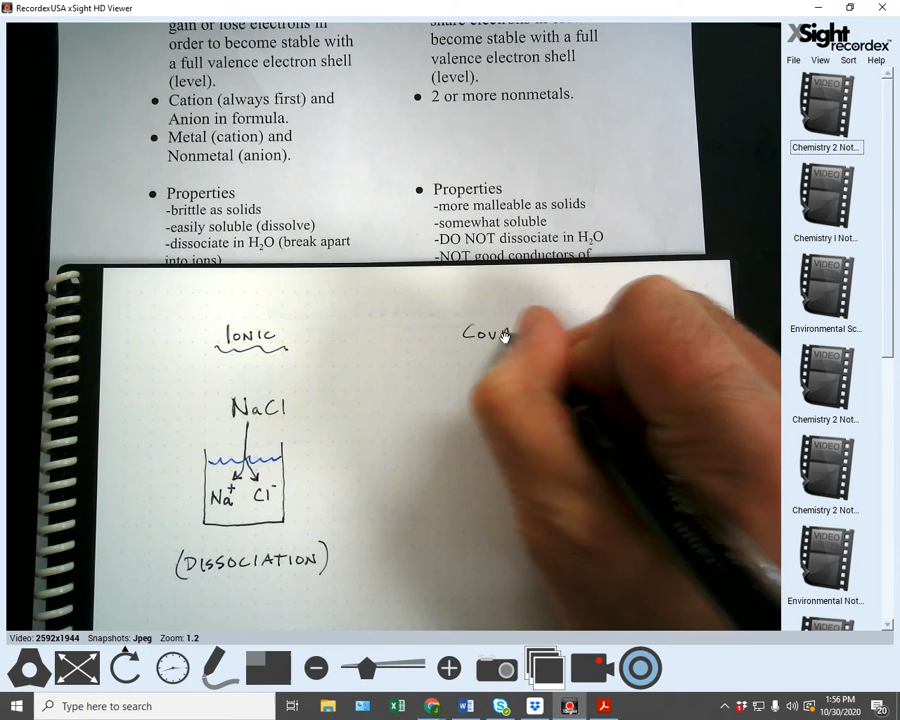 RecordexUSA xSight HD Viewer
gain or lose electrons in
order to become stable with
a full valence electron shell
(level).
● Cation (always first) and
Anion in formula.
● Metal (cation) and
Nonmetal (anion).
● Properties
-brittle as solids
-easily soluble (dissolve)
-dissociate in H₂O (break apart
into ions)
become stable with a full
valence electron shell
(level).
● 2 or more nonmetals.
● Properties
-more malleable as solids
-somewhat soluble
-DO NOT dissociate in H₂O
-NOT good conductors of
IONIC
NaCl
Na⁺ Cl⁻
(DISSOCIATION)
COV
xSight
recordex
File View Sort Help
VIDEO
Chemistry 2 Not...
VIDEO
Chemistry I Not...
VIDEO
Environmental Sc...
VIDEO
Chemistry 2 Not...
VIDEO
Chemistry 2 Not...
VIDEO
Environmental Not...
Video: 2592x1944 Snapshots: Jpeg Zoom: 1.2
Type here to search
1:56 PM
10/30/2020
20